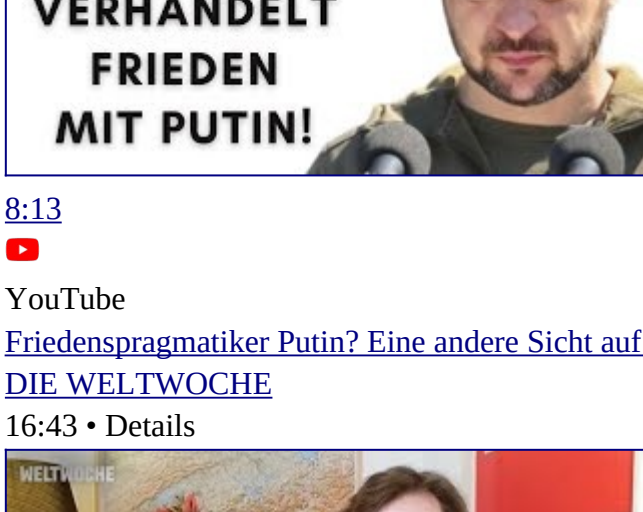 VERHANDELT
FRIEDEN
MIT PUTIN!
8:13
YouTube
Friedenspragmatiker Putin? Eine andere Sicht auf
DIE WELTWOCHE
16:43 • Details
WELTWOCHE